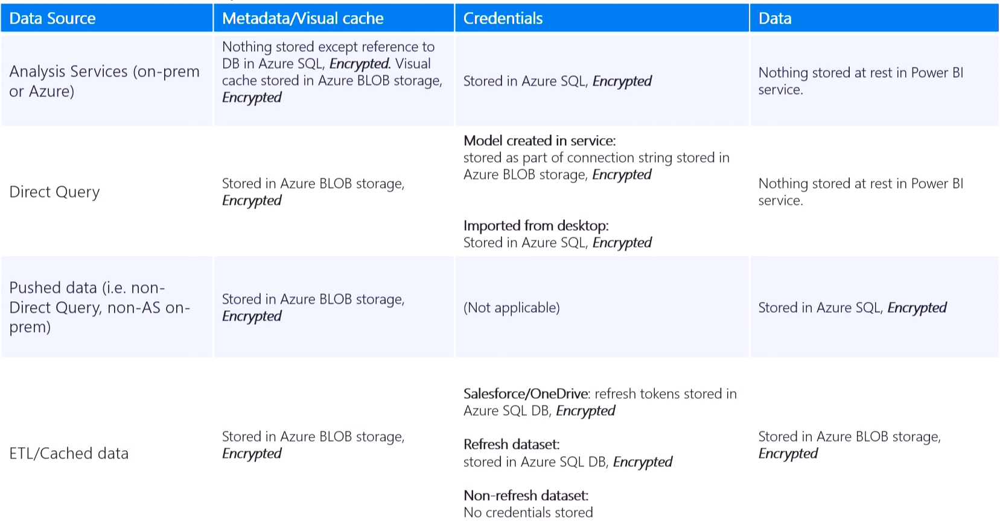 Data Source
Metadata/Visual cache
Credentials
Data
Analysis Services (on-prem
or Azure)
Nothing stored except reference to
DB in Azure SQL, Encrypted. Visual
cache stored in Azure BLOB storage,
Encrypted
Stored in Azure SQL, Encrypted
Nothing stored at rest in Power BI
service.
Direct Query
Stored in Azure BLOB storage,
Encrypted
Model created in service:
stored as part of connection string stored in
Azure BLOB storage, Encrypted
Imported from desktop:
Stored in Azure SQL, Encrypted
Nothing stored at rest in Power BI
service.
Pushed data (i.e. non-
Direct Query, non-AS on-
prem)
Stored in Azure BLOB storage,
Encrypted
(Not applicable)
Stored in Azure SQL, Encrypted
ETL/Cached data
Stored in Azure BLOB storage,
Encrypted
Salesforce/OneDrive: refresh tokens stored in
Azure SQL DB, Encrypted
Refresh dataset:
stored in Azure SQL DB, Encrypted
Non-refresh dataset:
No credentials stored
Stored in Azure BLOB storage,
Encrypted